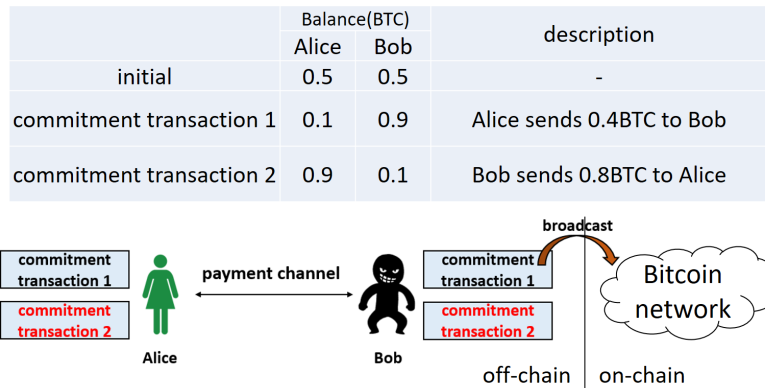 Balance(BTC)
description
Alice Bob
initial 0.5 0.5 -
commitment transaction 1 0.1 0.9 Alice sends 0.4BTC to Bob
commitment transaction 2 0.9 0.1 Bob sends 0.8BTC to Alice
broadcast
commitment
transaction 1
commitment
transaction 2
Alice
payment channel
Bob
commitment
transaction 1
commitment
transaction 2
Bitcoin
network
off-chain
on-chain